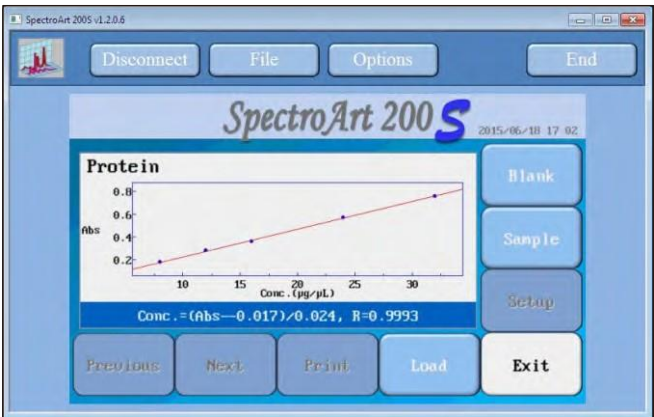 SpectroArt 200S v1.2.0.6
Disconnect File Options End
SpectroArt 200 S 2015/06/18 17 02
Protein
Blank
0.8
0.6
Abs 0.4
0.2
Sample
10 15 20 25 30
Conc.(µg/µL)
Setup
Conc.=(Abs--0.017)/0.024, R=0.9993
Previous Next Print Load Exit